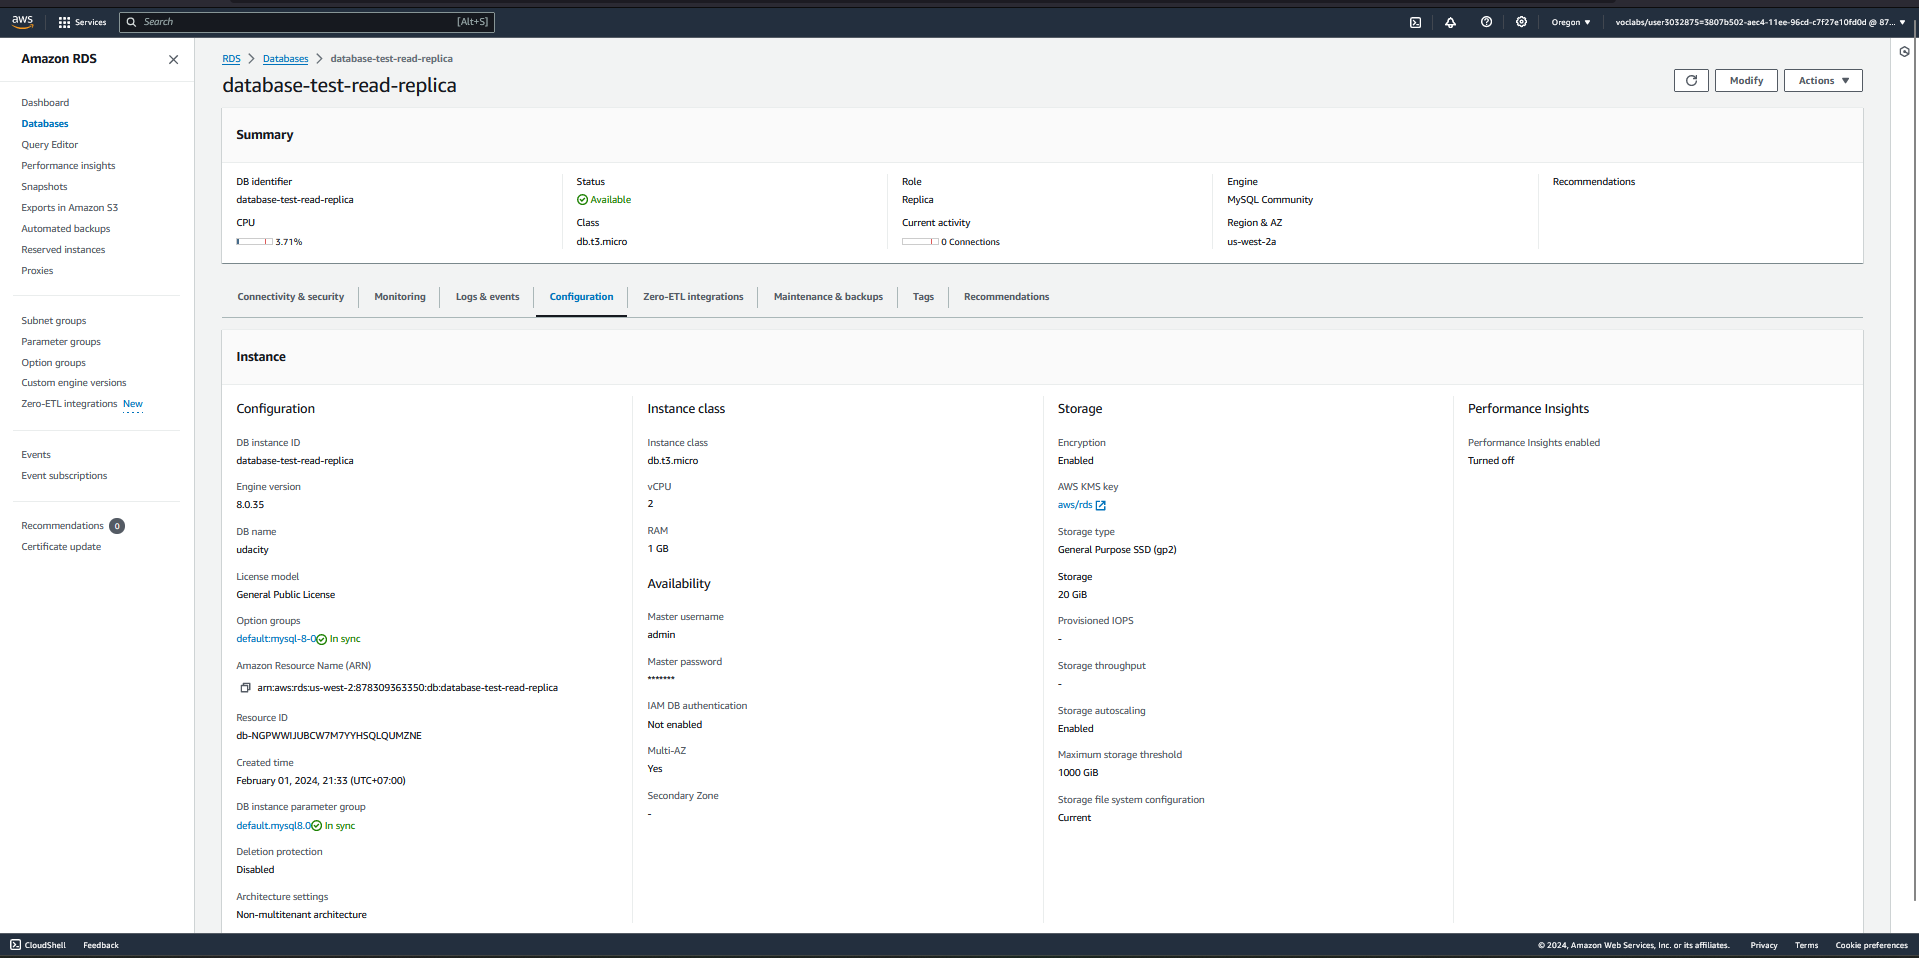 aws
Services
Search
[Alt+S]
Oregon ▼
voclabs/user3032875=3807b502-aec4-11ee-96cd-c7f27e10fd0d @ 87... ▼
Amazon RDS
Dashboard
Databases
Query Editor
Performance insights
Snapshots
Exports in Amazon S3
Automated backups
Reserved instances
Proxies
Subnet groups
Parameter groups
Option groups
Custom engine versions
Zero-ETL integrations New
Events
Event subscriptions
Recommendations 0
Certificate update
RDS > Databases > database-test-read-replica
database-test-read-replica
Modify
Actions ▼
Summary
DB identifier
database-test-read-replica
CPU
3.71%
Status
Available
Class
db.t3.micro
Role
Replica
Current activity
0 Connections
Engine
MySQL Community
Region & AZ
us-west-2a
Recommendations
Connectivity & security
Monitoring
Logs & events
Configuration
Zero-ETL integrations
Maintenance & backups
Tags
Recommendations
Instance
Configuration
DB instance ID
database-test-read-replica
Engine version
8.0.35
DB name
udacity
License model
General Public License
Option groups
default:mysql-8-0 In sync
Amazon Resource Name (ARN)
arn:aws:rds:us-west-2:878309363350:db:database-test-read-replica
Resource ID
db-NGPWWIJUBCW7M7YYHSQLQUMZNE
Created time
February 01, 2024, 21:33 (UTC+07:00)
DB instance parameter group
default.mysql8.0 In sync
Deletion protection
Disabled
Architecture settings
Non-multitenant architecture
Instance class
Instance class
db.t3.micro
vCPU
2
RAM
1 GB
Availability
Master username
admin
Master password
*******
IAM DB authentication
Not enabled
Multi-AZ
Yes
Secondary Zone
-
Storage
Encryption
Enabled
AWS KMS key
aws/rds
Storage type
General Purpose SSD (gp2)
Storage
20 GiB
Provisioned IOPS
-
Storage throughput
-
Storage autoscaling
Enabled
Maximum storage threshold
1000 GiB
Storage file system configuration
Current
Performance Insights
Performance Insights enabled
Turned off
CloudShell
Feedback
© 2024, Amazon Web Services, Inc. or its affiliates.
Privacy
Terms
Cookie preferences